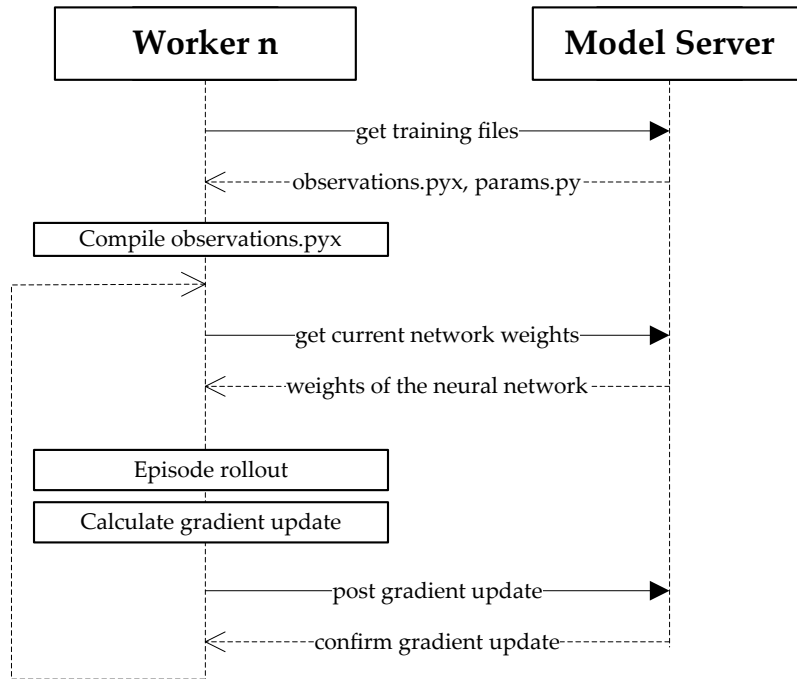 Worker n
Model Server
get training files
observations.pyx, params.py
Compile observations.pyx
get current network weights
weights of the neural network
Episode rollout
Calculate gradient update
post gradient update
confirm gradient update